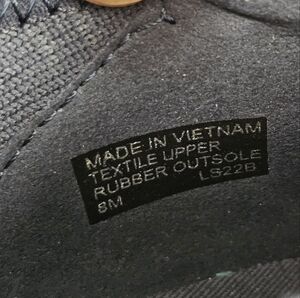 MADE IN VIETNAM
TEXTILE UPPER
RUBBER OUTSOLE
8M LS22B